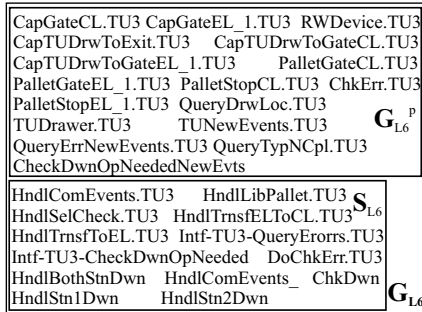 CapGateCL.TU3 CapGateEL_1.TU3 RWDevice.TU3
CapTUDrwToExit.TU3 CapTUDrwToGateCL.TU3
CapTUDrwToGateEL_1.TU3 PalletGateCL.TU3
PalletGateEL_1.TU3 PalletStopCL.TU3 ChkErr.TU3
PalletStopEL_1.TU3 QueryDrwLoc.TU3
TUDrawer.TU3 TUNewEvents.TU3 G_L6^p
QueryErrNewEvents.TU3 QueryTypNCpl.TU3
CheckDwnOpNeededNewEvts
HndlComEvents.TU3 HndlLibPallet.TU3 S_L6
HndlSelCheck.TU3 HndlTrnsfELToCL.TU3
HndlTrnsfToEL.TU3 Intf-TU3-QueryErorrs.TU3
Intf-TU3-CheckDwnOpNeeded DoChkErr.TU3
HndlBothStnDwn HndlComEvents_ ChkDwn
HndlStn1Dwn HndlStn2Dwn G_L6